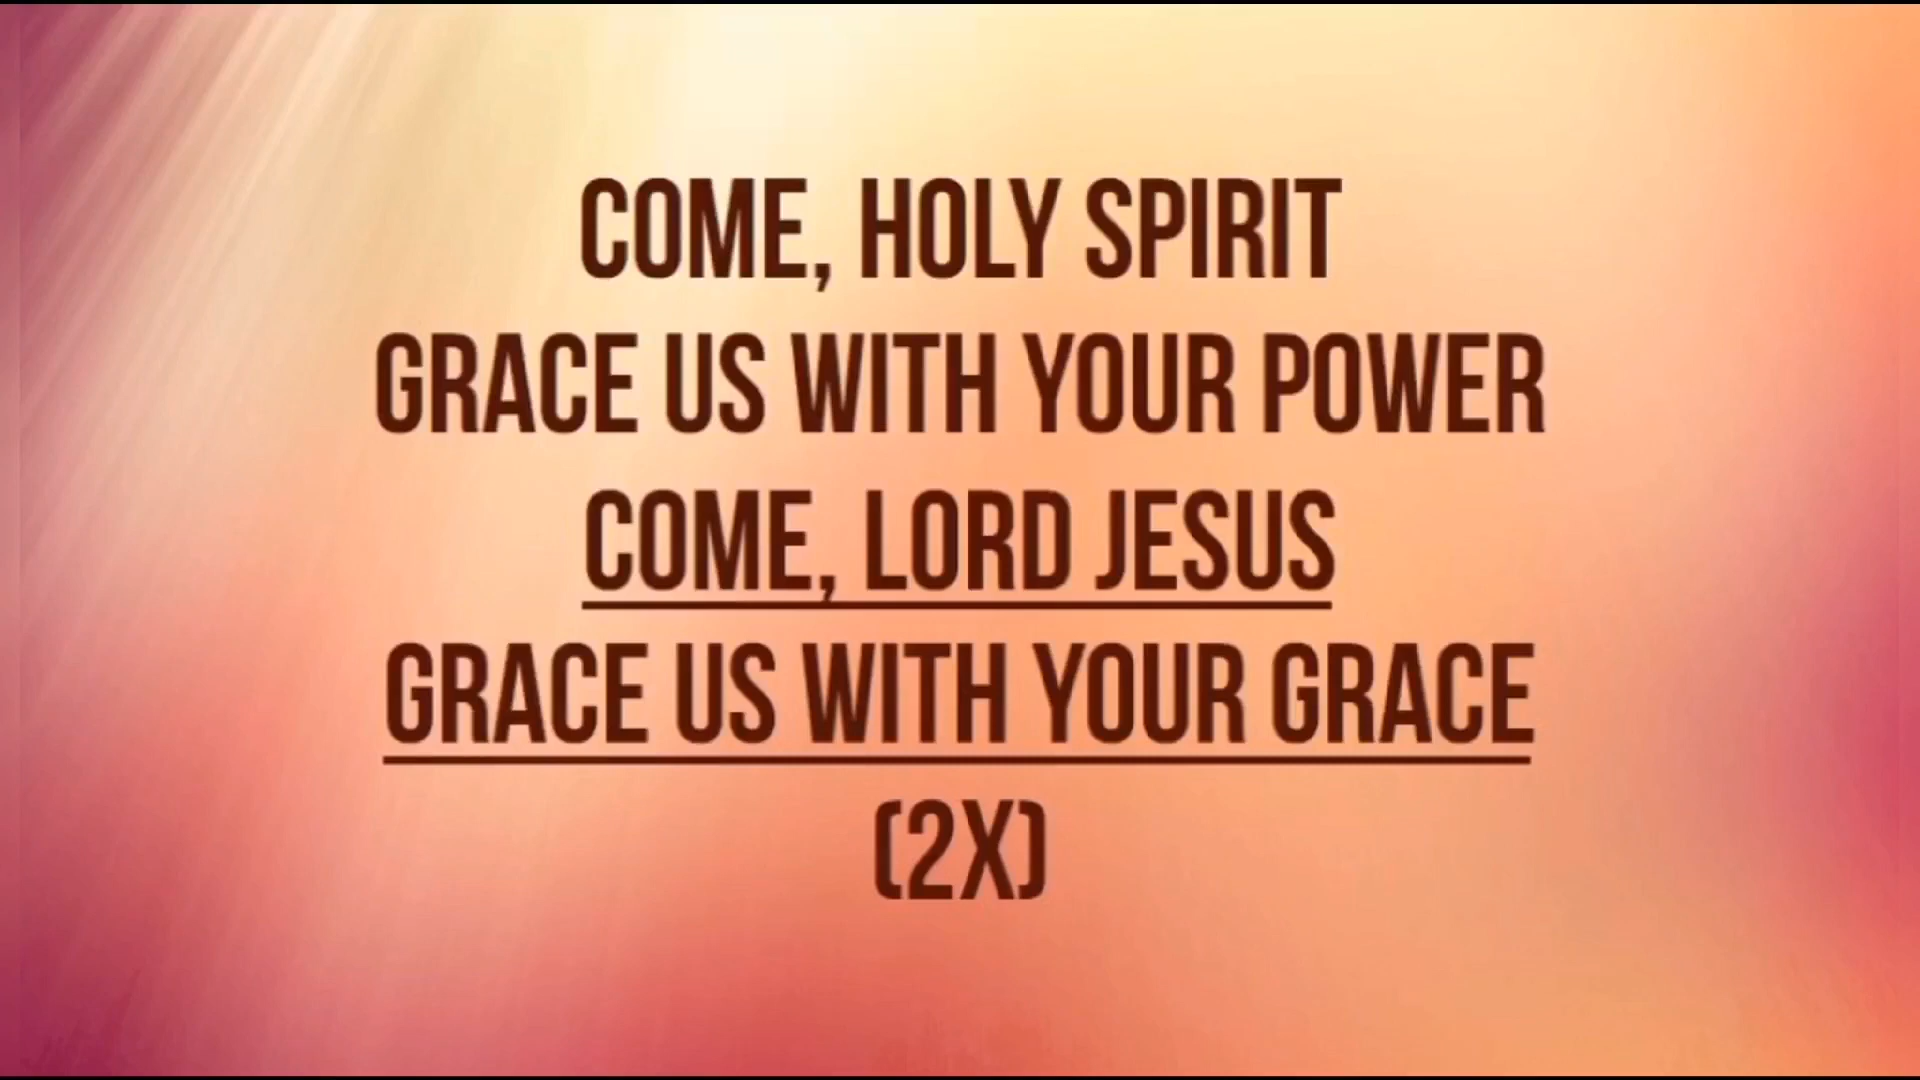 COME, HOLY SPIRIT
GRACE US WITH YOUR POWER
COME, LORD JESUS
GRACE US WITH YOUR GRACE
(2X)